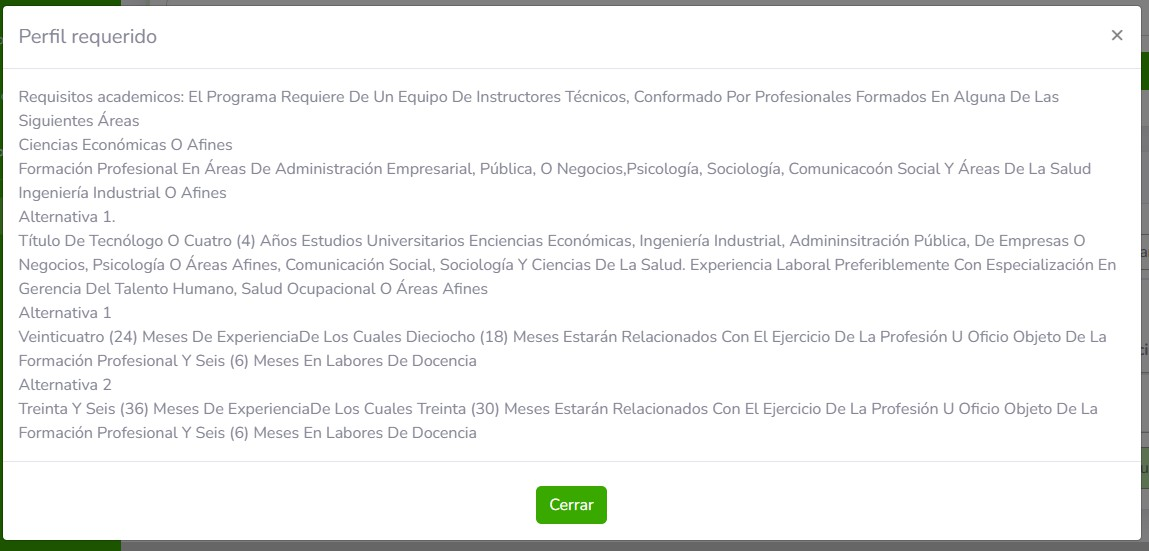 Perfil requerido
×
Requisitos academicos: El Programa Requiere De Un Equipo De Instructores Técnicos, Conformado Por Profesionales Formados En Alguna De Las
Siguientes Áreas
Ciencias Económicas O Afines
Formación Profesional En Áreas De Administración Empresarial, Pública, O Negocios,Psicología, Sociología, Comunicacoón Social Y Áreas De La Salud
Ingeniería Industrial O Afines
Alternativa 1.
Título De Tecnólogo O Cuatro (4) Años Estudios Universitarios Enciencias Económicas, Ingeniería Industrial, Admininsitración Pública, De Empresas O
Negocios, Psicología O Áreas Afines, Comunicación Social, Sociología Y Ciencias De La Salud. Experiencia Laboral Preferiblemente Con Especialización En
Gerencia Del Talento Humano, Salud Ocupacional O Áreas Afines
Alternativa 1
Veinticuatro (24) Meses De ExperienciaDe Los Cuales Dieciocho (18) Meses Estarán Relacionados Con El Ejercicio De La Profesión U Oficio Objeto De La
Formación Profesional Y Seis (6) Meses En Labores De Docencia
Alternativa 2
Treinta Y Seis (36) Meses De ExperienciaDe Los Cuales Treinta (30) Meses Estarán Relacionados Con El Ejercicio De La Profesión U Oficio Objeto De La
Formación Profesional Y Seis (6) Meses En Labores De Docencia
Cerrar